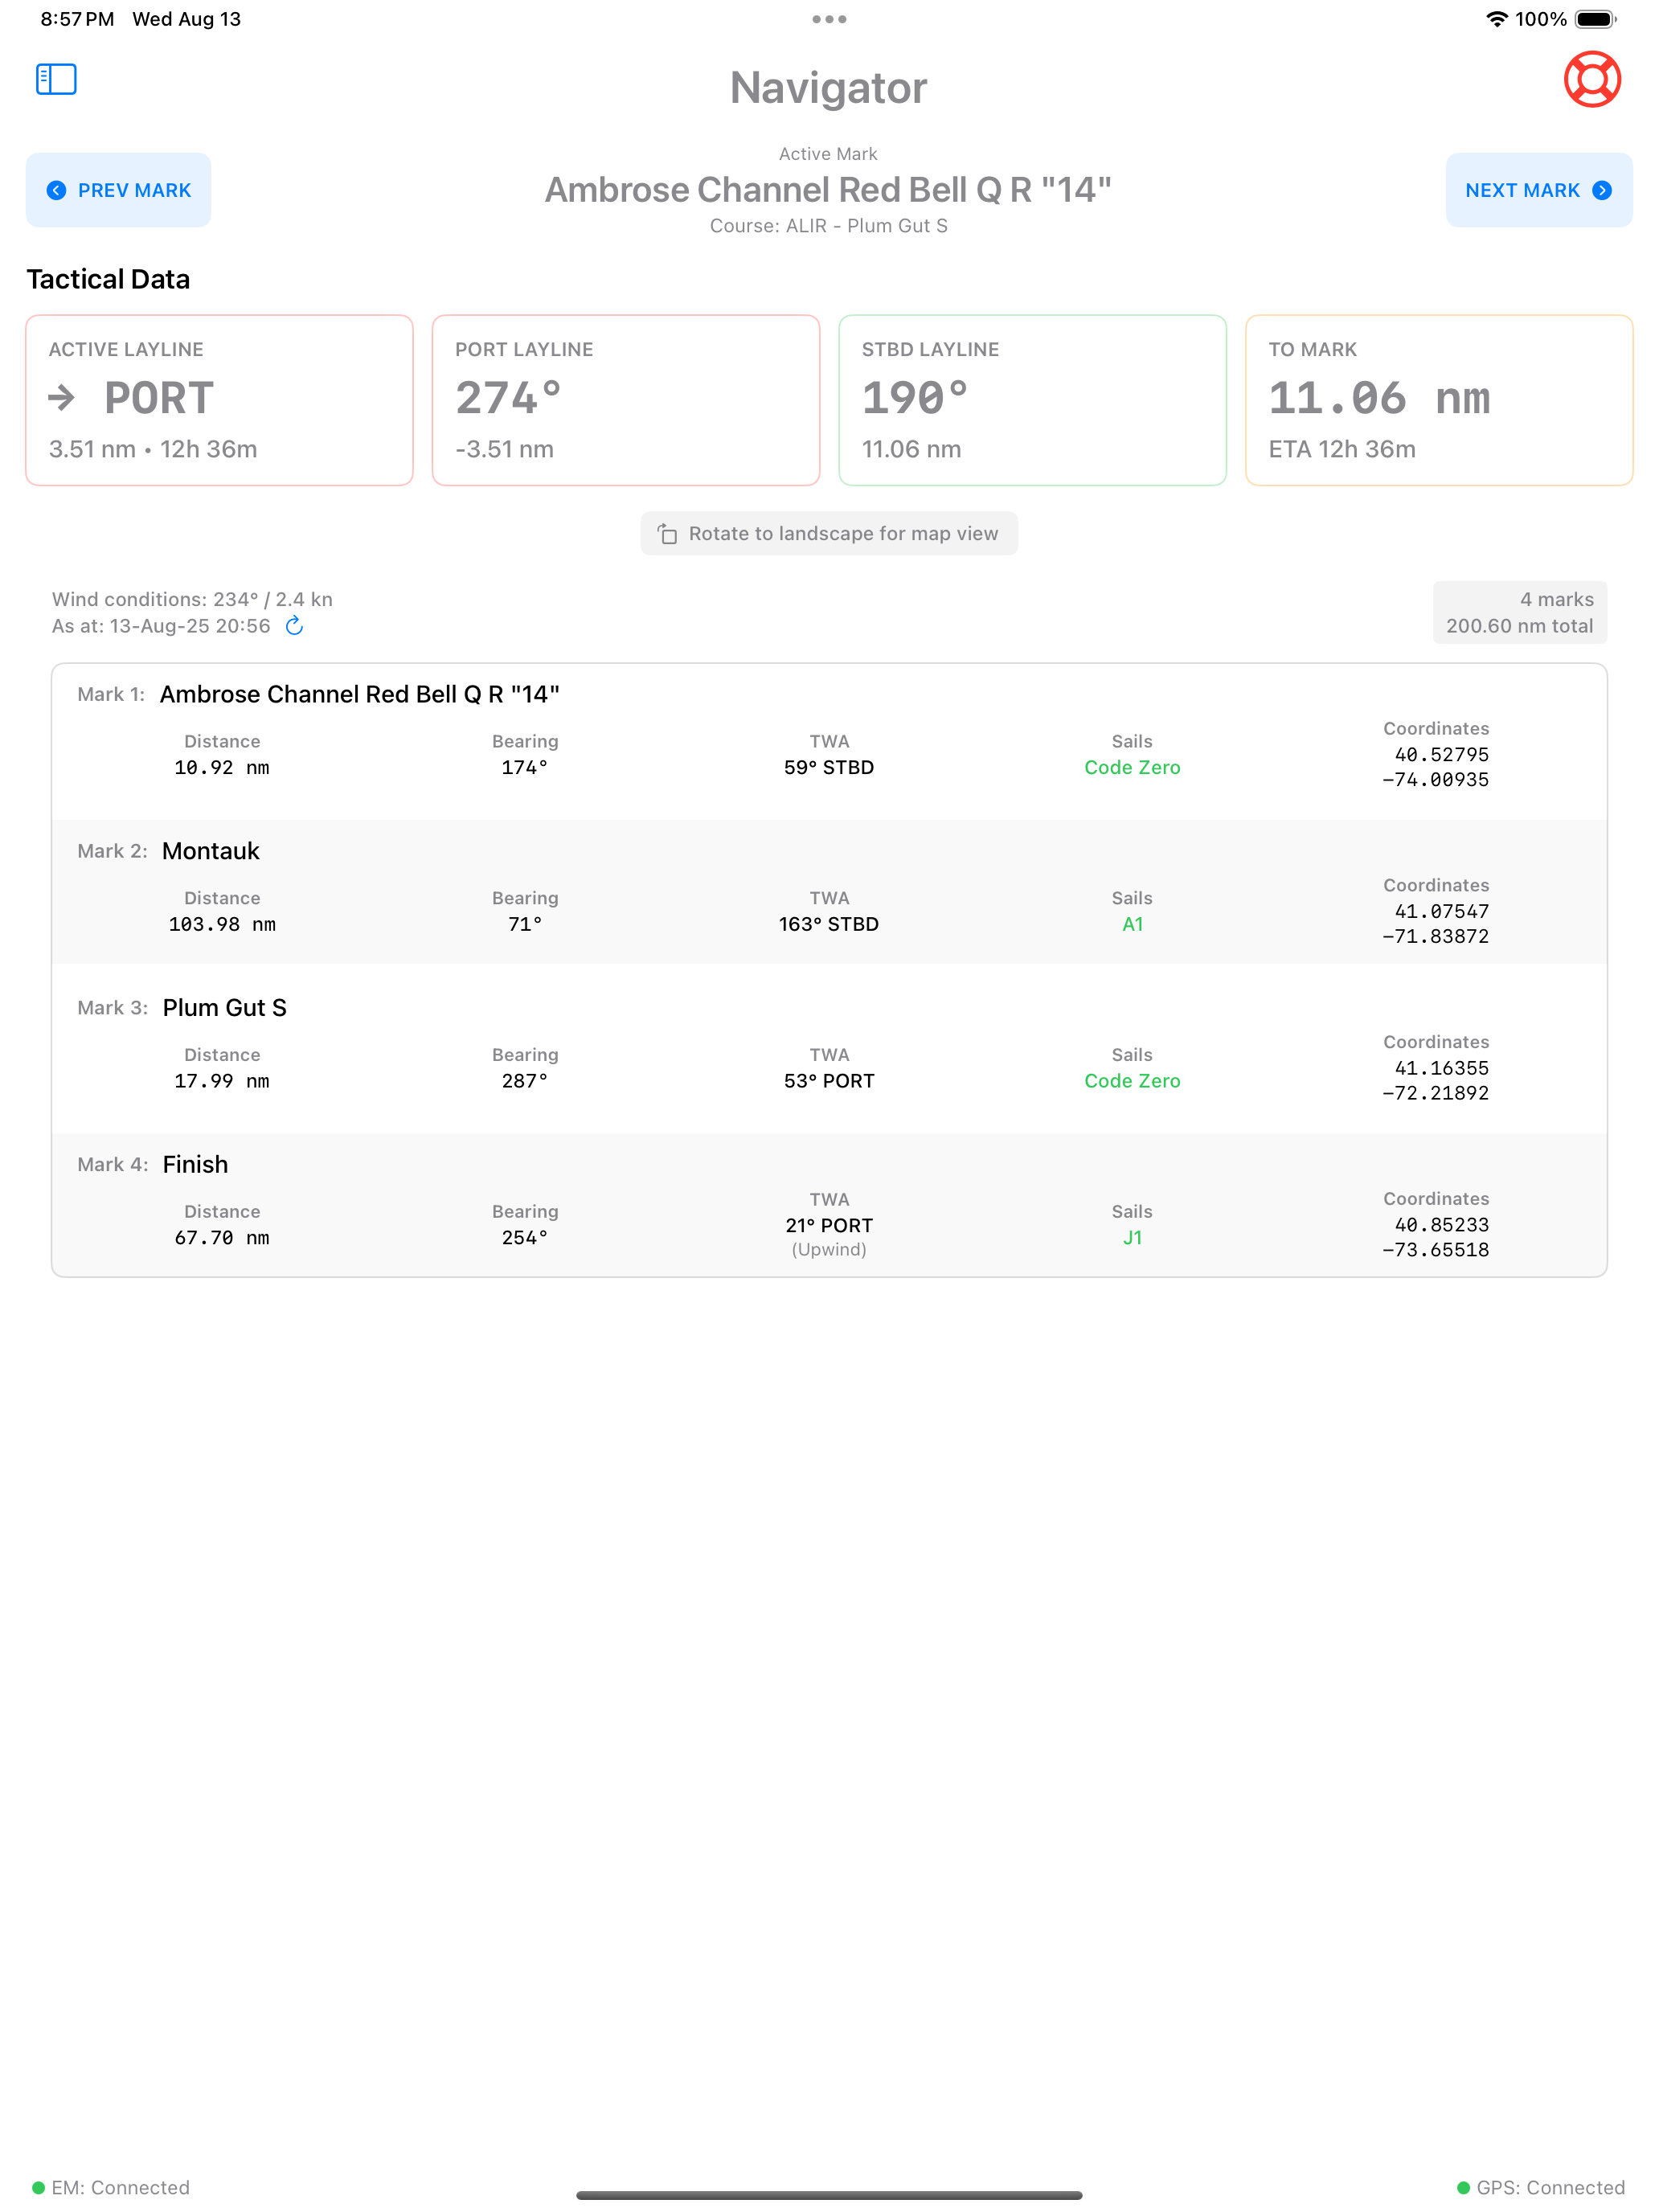 8:57 PM Wed Aug 13
100%
Navigator
Active Mark
PREV MARK
Ambrose Channel Red Bell Q R "14"
NEXT MARK
Course: ALIR - Plum Gut S
Tactical Data
ACTIVE LAYLINE
→ PORT
3.51 nm • 12h 36m
PORT LAYLINE
274°
-3.51 nm
STBD LAYLINE
190°
11.06 nm
TO MARK
11.06 nm
ETA 12h 36m
Rotate to landscape for map view
Wind conditions: 234° / 2.4 kn
As at: 13-Aug-25 20:56
4 marks
200.60 nm total
Mark 1: Ambrose Channel Red Bell Q R "14"
Distance
10.92 nm
Bearing
174°
TWA
59° STBD
Sails
Code Zero
Coordinates
40.52795
-74.00935
Mark 2: Montauk
Distance
103.98 nm
Bearing
71°
TWA
163° STBD
Sails
A1
Coordinates
41.07547
-71.83872
Mark 3: Plum Gut S
Distance
17.99 nm
Bearing
287°
TWA
53° PORT
Sails
Code Zero
Coordinates
41.16355
-72.21892
Mark 4: Finish
Distance
67.70 nm
Bearing
254°
TWA
21° PORT
(Upwind)
Sails
J1
Coordinates
40.85233
-73.65518
EM: Connected
GPS: Connected